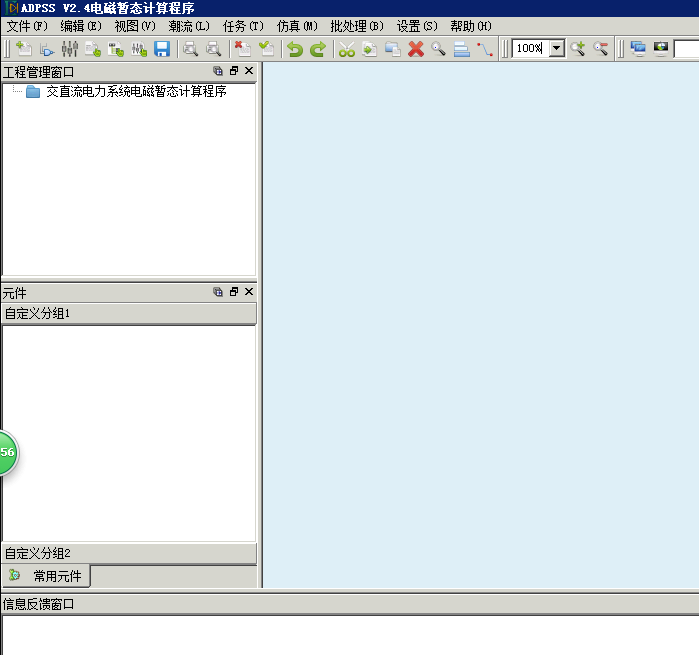 ADPSS V2.4电磁暂态计算程序
文件(F) 编辑(E) 视图(V) 潮流(L) 任务(T) 仿真(M) 批处理(B) 设置(S) 帮助(H)
100%
工程管理窗口
交直流电力系统电磁暂态计算程序
元件
自定义分组1
56
自定义分组2
常用元件
信息反馈窗口